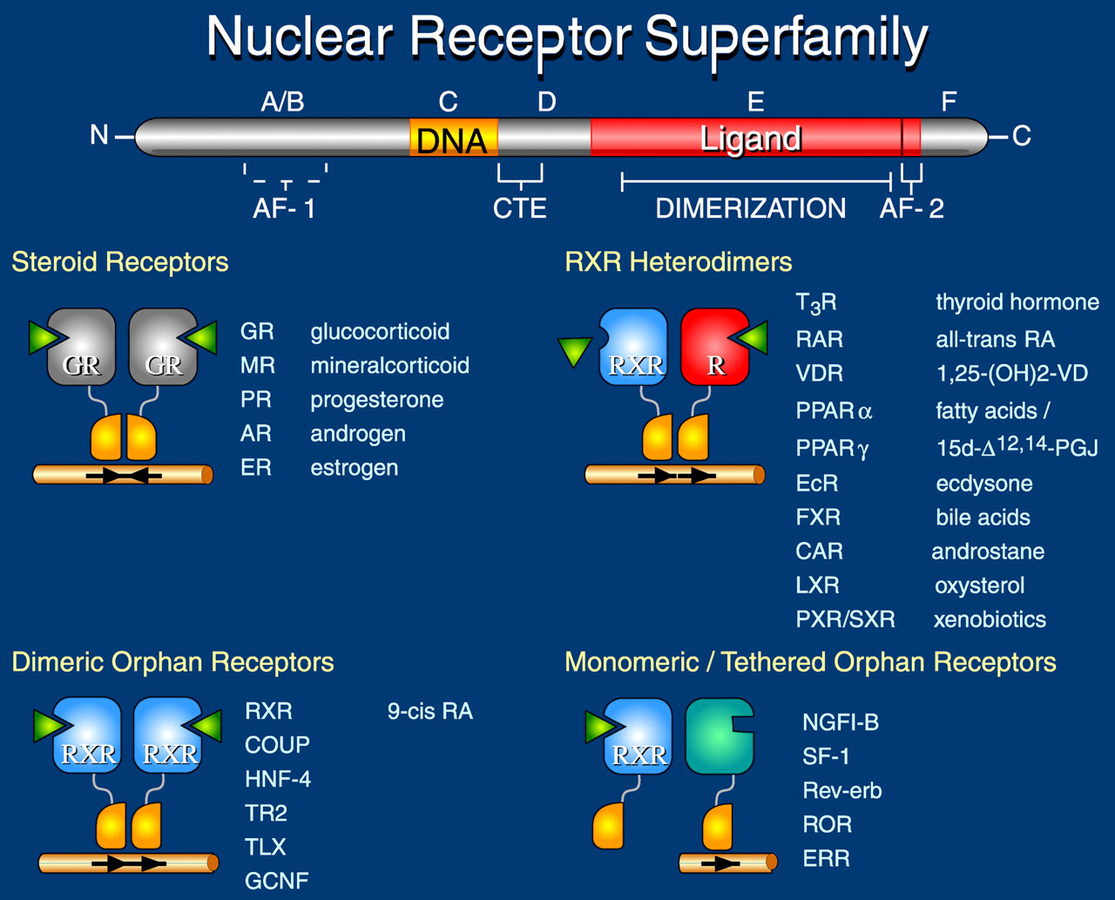 Nuclear Receptor Superfamily
A/B C D E F
N DNA Ligand C
AF- 1 CTE DIMERIZATION AF- 2
Steroid Receptors
GR GR
GR glucocorticoid
MR mineralcorticoid
PR progesterone
AR androgen
ER estrogen
RXR Heterodimers
RXR R
T₃R thyroid hormone
RAR all-trans RA
VDR 1,25-(OH)2-VD
PPARα fatty acids /
PPARγ 15d-Δ¹²,¹⁴-PGJ
EcR ecdysone
FXR bile acids
CAR androstane
LXR oxysterol
PXR/SXR xenobiotics
Dimeric Orphan Receptors
RXR RXR
RXR 9-cis RA
COUP
HNF-4
TR2
TLX
GCNF
Monomeric / Tethered Orphan Receptors
RXR
NGFI-B
SF-1
Rev-erb
ROR
ERR